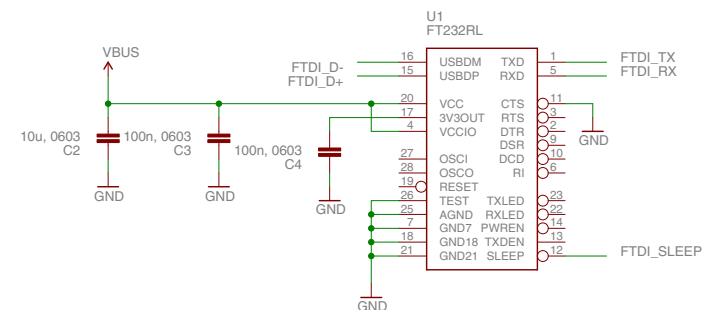 U1
FT232RL
VBUS
FTDI_D-
FTDI_D+
16 USBDM TXD 1 FTDI_TX
15 USBDP RXD 5 FTDI_RX
20 VCC CTS 11
17 3V3OUT RTS 3
4 VCCIO DTR 2
DSR 9
27 OSCI DCD 10
28 OSCO RI 6
19 RESET
26 TEST TXLED 23
25 AGND RXLED 22
7 GND7 PWREN 14
18 GND18 TXDEN 13
21 GND21 SLEEP 12 FTDI_SLEEP
10u, 0603
C2
100n, 0603
C3
100n, 0603
C4
GND
GND
GND
GND
GND